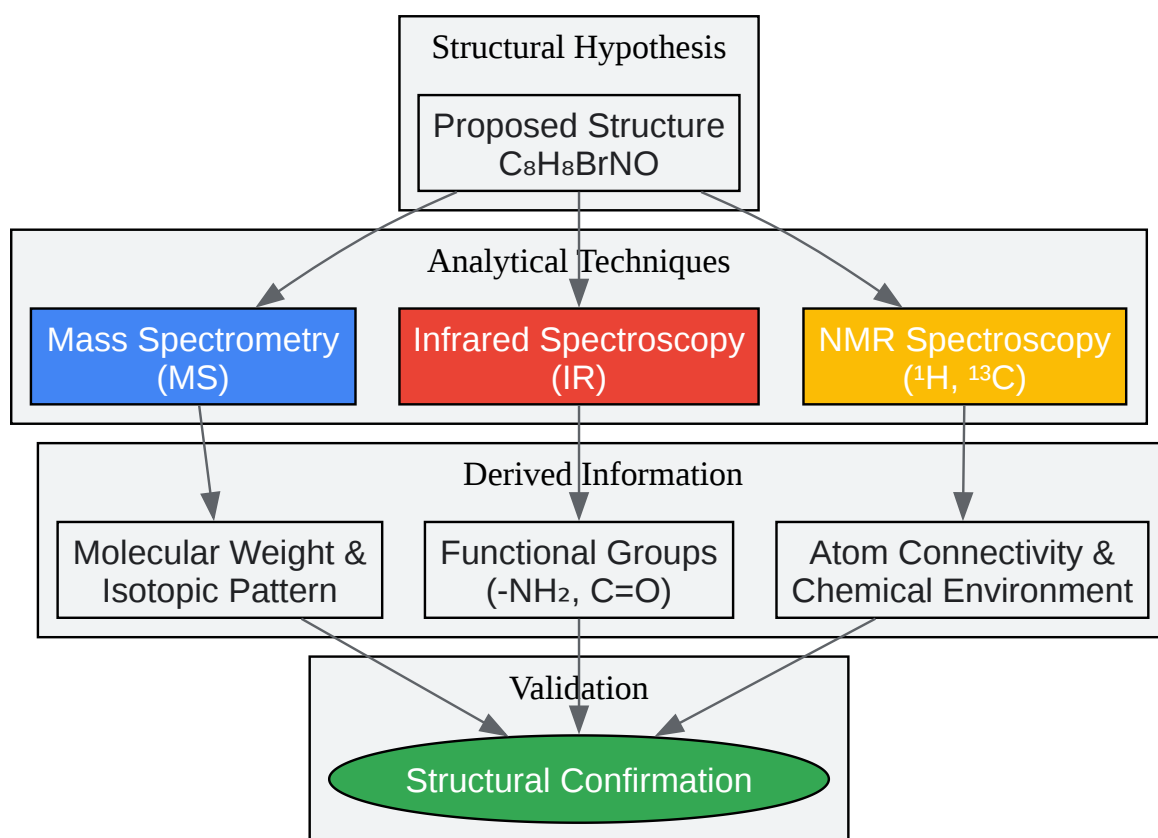 Structural Hypothesis
Proposed Structure
C₈H₈BrNO
Analytical Techniques
Mass Spectrometry
(MS)
Infrared Spectroscopy
(IR)
NMR Spectroscopy
(¹H, ¹³C)
Derived Information
Molecular Weight &
Isotopic Pattern
Functional Groups
(-NH₂, C=O)
Atom Connectivity &
Chemical Environment
Validation
Structural Confirmation